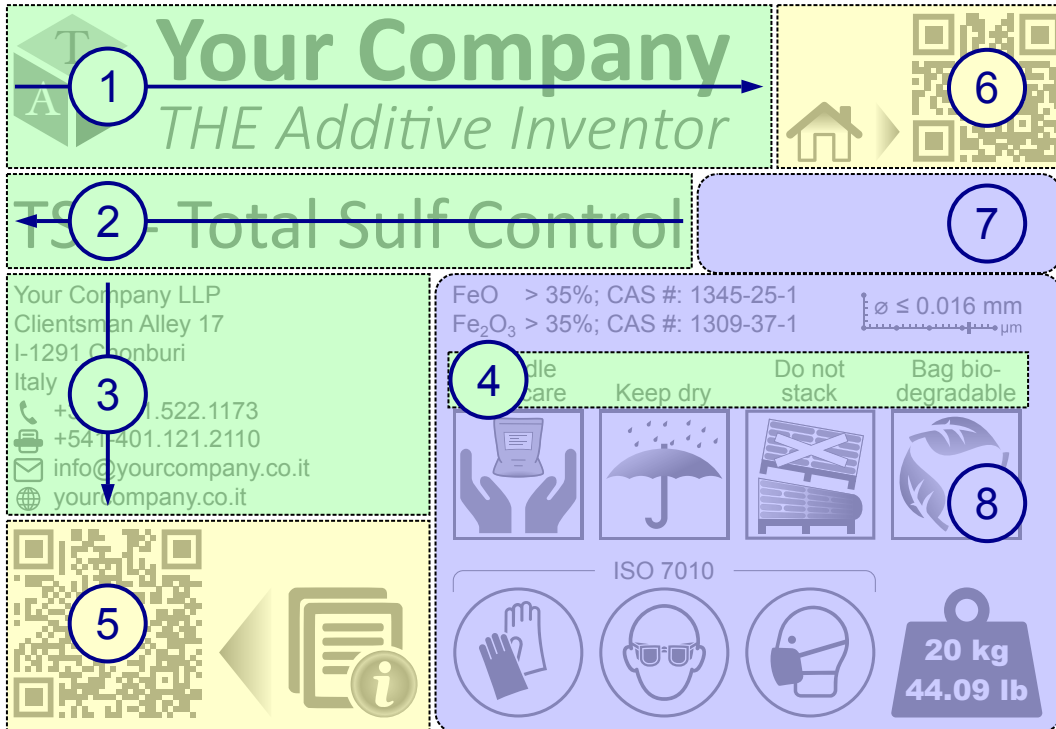 T
A
1
Your Company
THE Additive Inventor
6
2
- Total Sulf Control
7
Your Company LLP
Clientsman Alley 17
I-1291
Italy
3
info@yourcompany.co.it
yourcompany.co.it
+541-401.121.2110
FeO > 35%; CAS #: 1345-25-1
Fe2O3 > 35%; CAS #: 1309-37-1
⌀ ≤ 0.016 mm
µm
4
Keep dry
Do not
stack
Bag bio-
degradable
8
5
i
ISO 7010
20 kg
44.09 lb